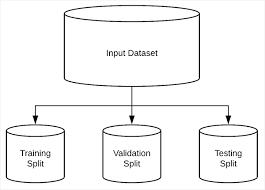 Input Dataset
Training
Split
Validation
Split
Testing
Split